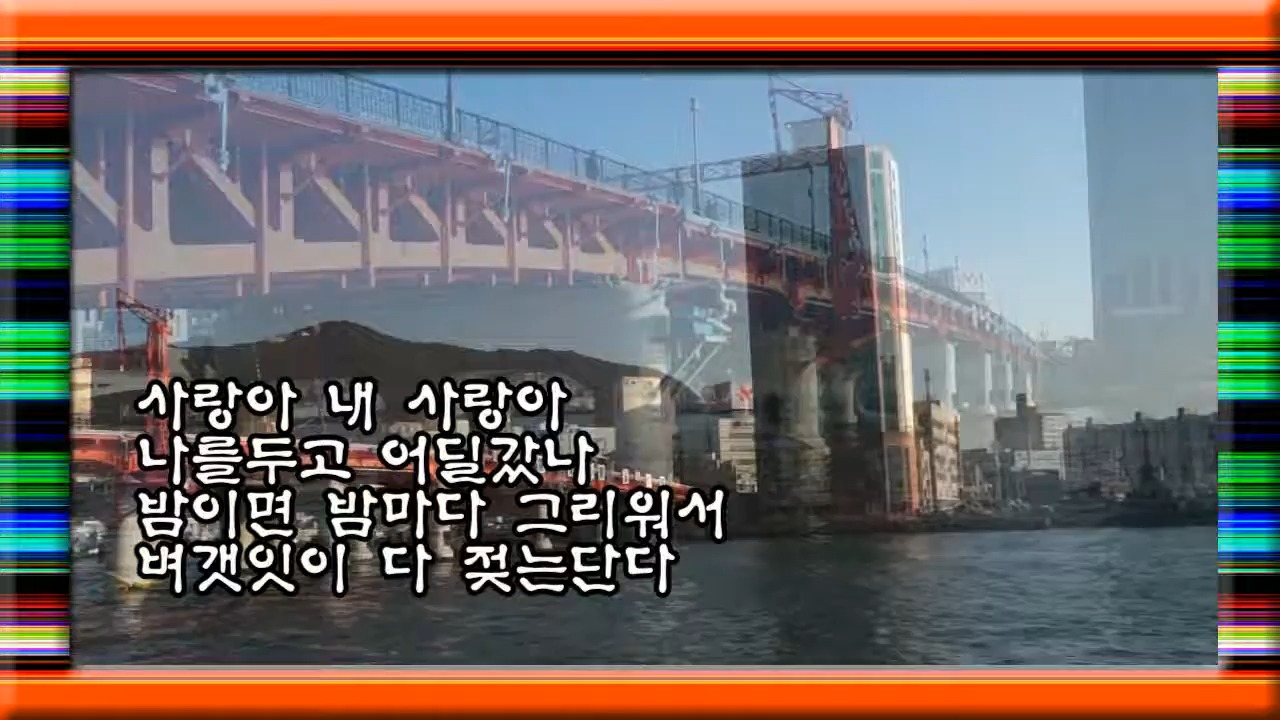 사랑아 내 사랑아
나를두고 어딜갔나
밤이면 밤마다 그리워서
벼갯잇이 다 젖는단다